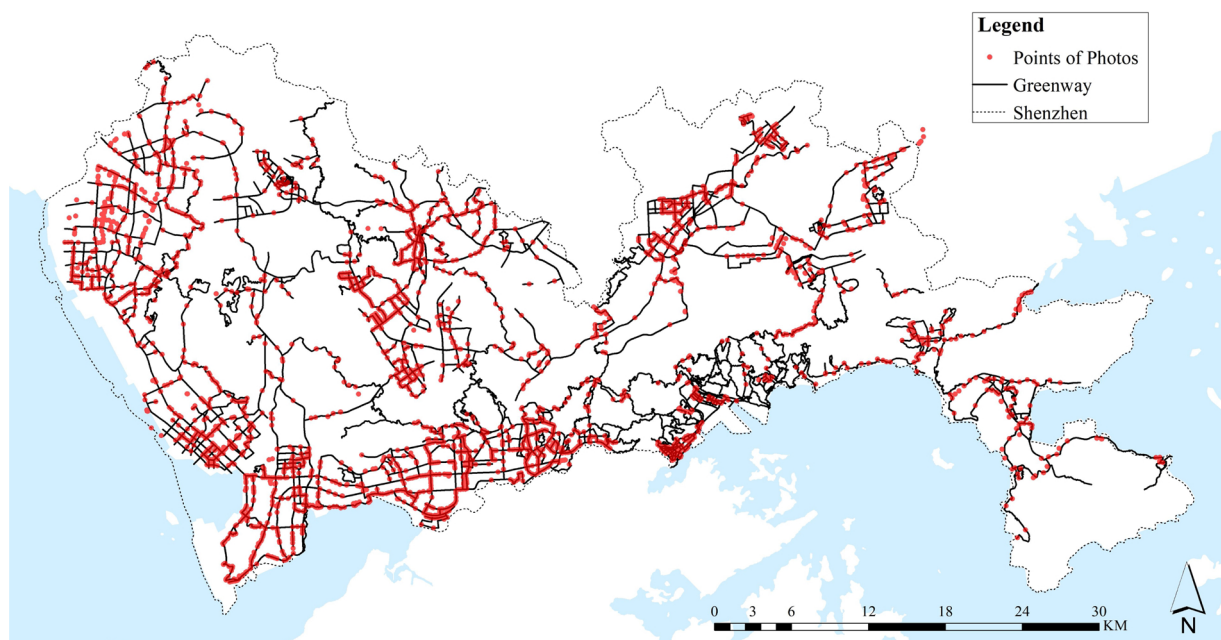 Legend
Points of Photos
Greenway
Shenzhen
0 3 6 12 18 24 30
KM
N